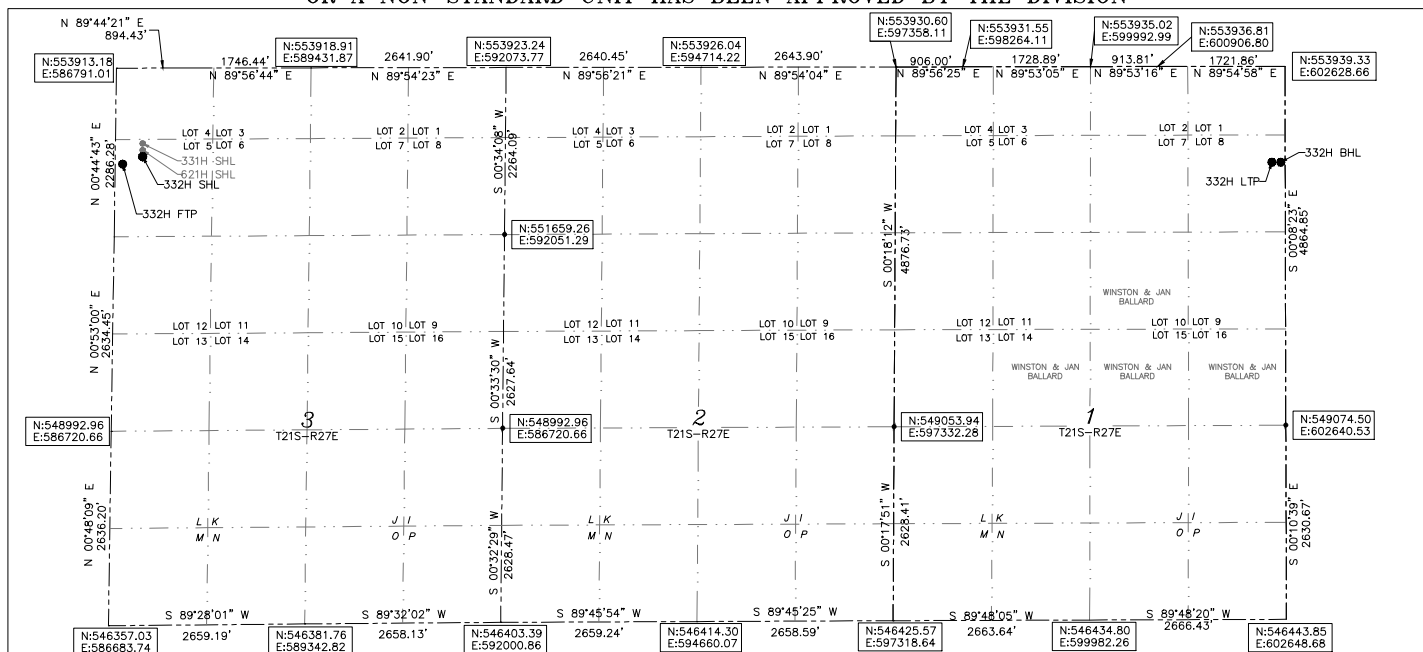 OR A NON-STANDARD UNIT HAS BEEN APPROVED BY THE DIVISION
N 89°44'21" E
894.43'
N:553913.18
E:586791.01
1746.44'
N 89°56'44" E
N:553918.91
E:589431.87
2641.90'
N 89°54'23" E
N:553923.24
E:592073.77
2640.45'
N 89°56'21" E
N:553926.04
E:594714.22
2643.90'
N 89°54'04" E
N:553930.60
E:597358.11
906.00'
N 89°56'25" E
N:553931.55
E:598264.11
1728.89'
N 89°53'05" E
N:553935.02
E:599992.99
913.81'
N 89°53'16" E
N:553936.81
E:600906.80
1721.86'
N 89°54'58" E
N:553939.33
E:602628.66
N 00°44'43" E
2286.28'
LOT 4 LOT 3
LOT 5 LOT 6
LOT 2 LOT 1
LOT 7 LOT 8
S 00°34'08" W
2264.09'
LOT 4 LOT 3
LOT 5 LOT 6
LOT 2 LOT 1
LOT 7 LOT 8
LOT 4 LOT 3
LOT 5 LOT 6
LOT 2 LOT 1
LOT 7 LOT 8
331H SHL
621H SHL
332H SHL
332H FTP
332H BHL
332H LTP
N:551659.26
E:592051.29
S 00°18'12" W
4876.73'
S 00°08'23" E
4864.85'
WINSTON & JAN
BALLARD
N 00°53'00" E
2634.45'
LOT 12 LOT 11
LOT 13 LOT 14
LOT 10 LOT 9
LOT 15 LOT 16
S 00°33'30" W
2627.64'
LOT 12 LOT 11
LOT 13 LOT 14
LOT 10 LOT 9
LOT 15 LOT 16
LOT 12 LOT 11
LOT 13 LOT 14
LOT 10 LOT 9
LOT 15 LOT 16
WINSTON & JAN
BALLARD
WINSTON & JAN
BALLARD
WINSTON & JAN
BALLARD
N:548992.96
E:586720.66
3
T21S-R27E
N:548992.96
E:586720.66
2
T21S-R27E
N:549053.94
E:597332.28
1
T21S-R27E
N:549074.50
E:602640.53
N 00°48'09" E
2636.20'
L K
M N
J I
O P
S 00°32'29" W
2628.47'
L K
M N
J I
O P
S 00°17'51" W
2628.41'
L K
M N
J I
O P
S 00°10'39" E
2630.67'
S 89°28'01" W
2659.19'
S 89°32'02" W
2658.13'
S 89°45'54" W
2659.24'
S 89°45'25" W
2658.59'
S 89°48'05" W
2663.64'
S 89°48'20" W
2666.43'
N:546357.03
E:586683.74
N:546381.76
E:589342.82
N:546403.39
E:592000.86
N:546414.30
E:594660.07
N:546425.57
E:597318.64
N:546434.80
E:599982.26
N:546443.85
E:602648.68